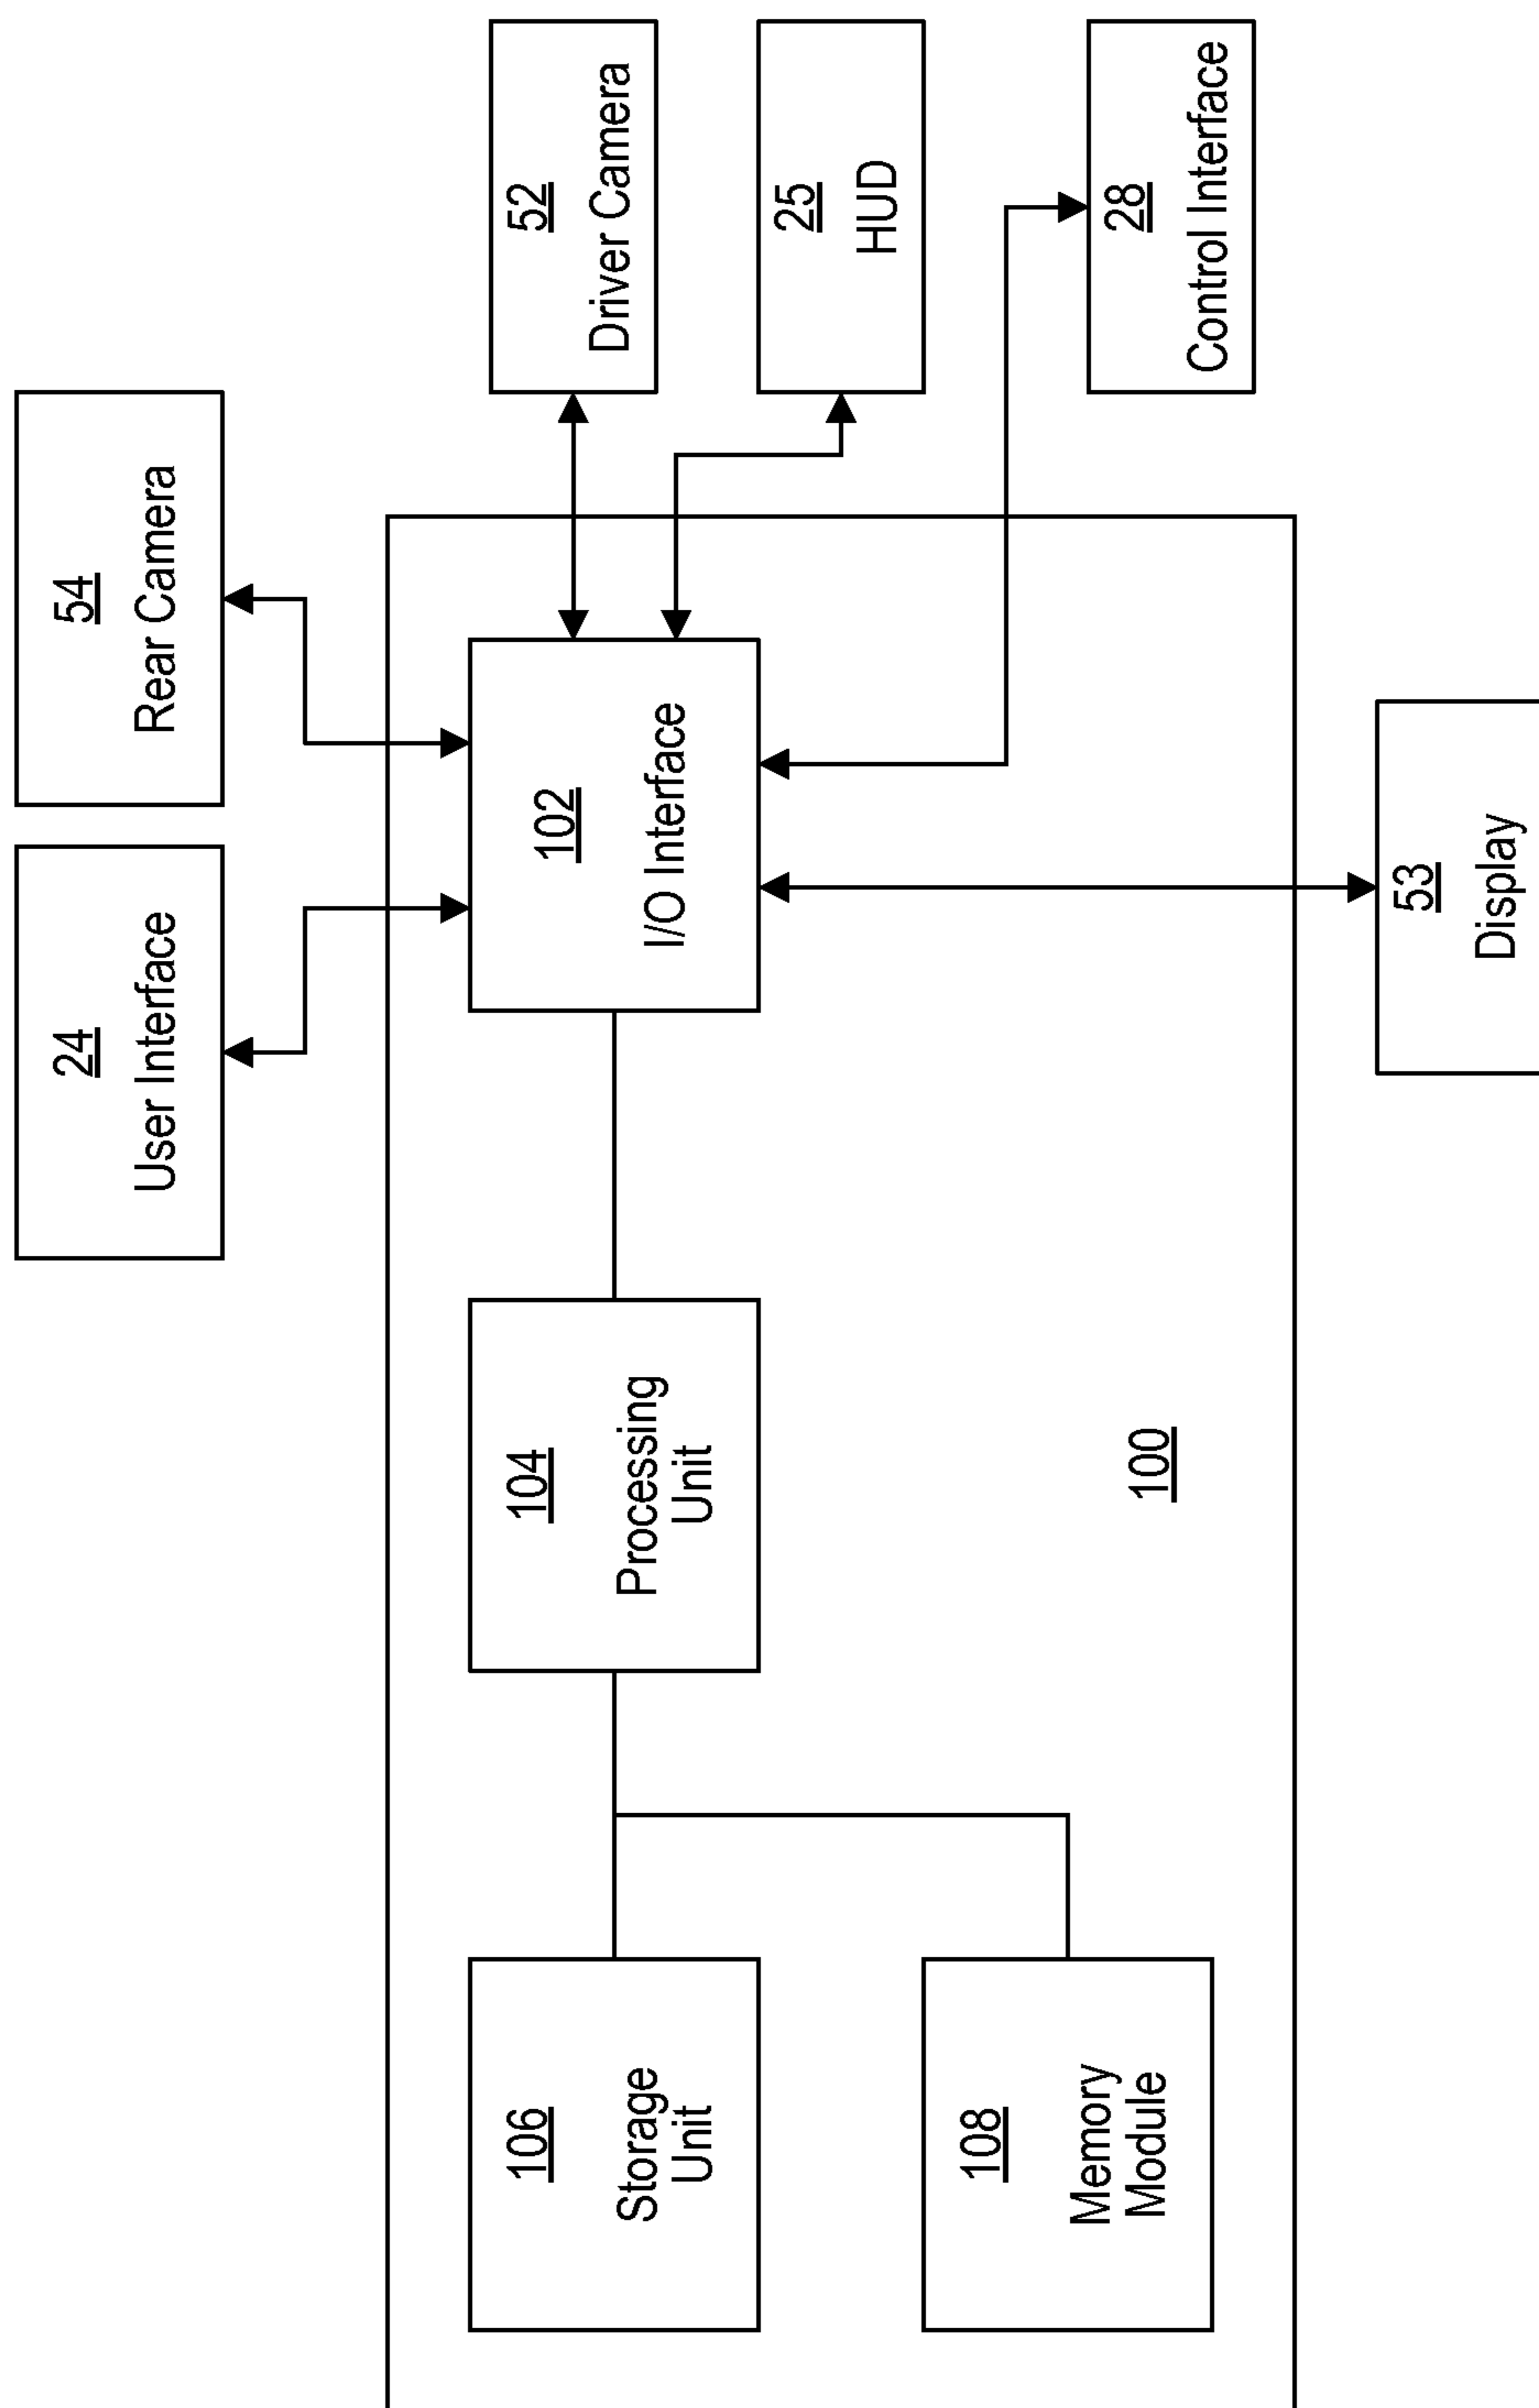 24
User Interface
54
Rear Camera
106
Storage
Unit
104
Processing
Unit
102
I/O Interface
52
Driver Camera
25
HUD
108
Memory
Module
100
28
Control Interface
53
Display